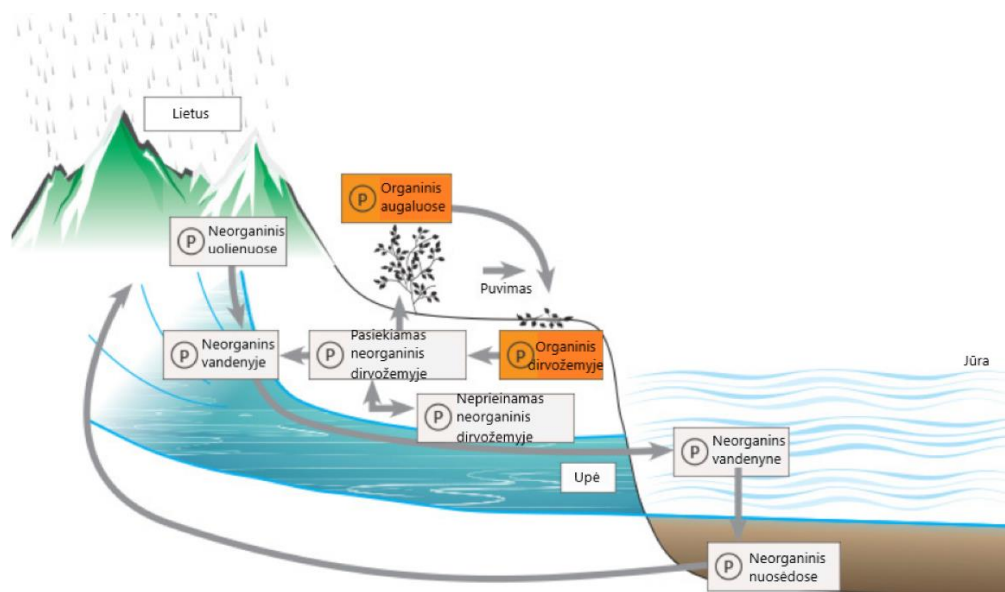 Lietus
P
Organinis
augaluose
P
Neorganinis
uolienuose
Puvimas
P
Neorganins
vandenyje
P
Pasiekiamas
neorganinis
dirvožemyje
P
Organinis
dirvožemyje
Jūra
P
Neprieinamas
neorganinis
dirvožemyje
P
Neorganins
vandenyne
Upė
P
Neorganinis
nuosėdose